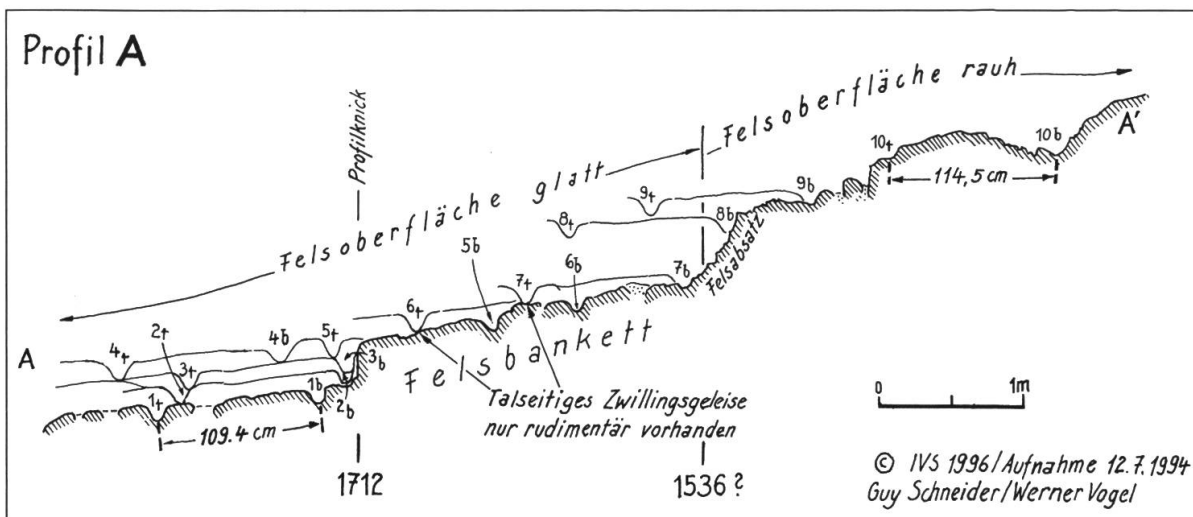 Profil A
Profilknick
Felsoberfläche glatt
Felsoberfläche rauh
A'
10t
10b
114,5 cm
9t
9b
8t
8b
Felsabsatz
5b
7t
6b
7b
6t
Felsbankett
A
4t
2t
3t
4b
5t
3b
1t
1b
2b
109.4 cm
Talseitiges Zwillingsgeleise
nur rudimentär vorhanden
1712
1536?
0 1m
© IVS 1996/Aufnahme 12.7.1994
Guy Schneider/Werner Vogel